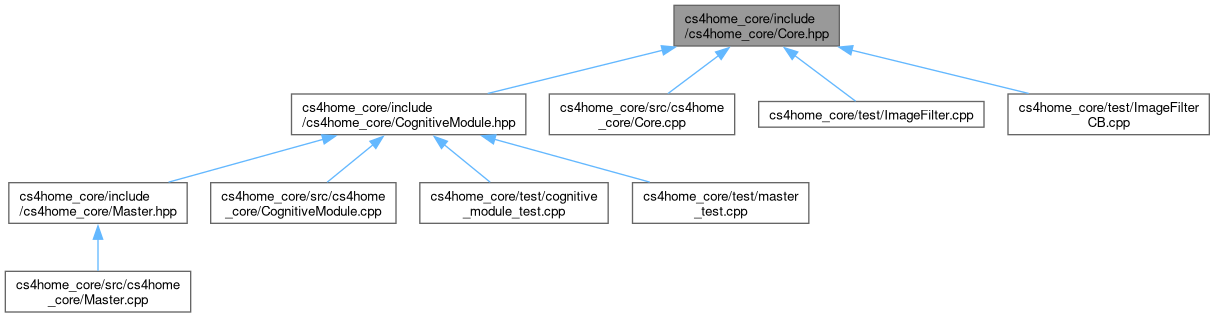 cs4home_core/include
/cs4home_core/Core.hpp
cs4home_core/include
/cs4home_core/CognitiveModule.hpp
cs4home_core/src/cs4home
_core/Core.cpp
cs4home_core/test/ImageFilter.cpp
cs4home_core/test/ImageFilter
CB.cpp
cs4home_core/include
/cs4home_core/Master.hpp
cs4home_core/src/cs4home
_core/CognitiveModule.cpp
cs4home_core/test/cognitive
_module_test.cpp
cs4home_core/test/master
_test.cpp
cs4home_core/src/cs4home
_core/Master.cpp